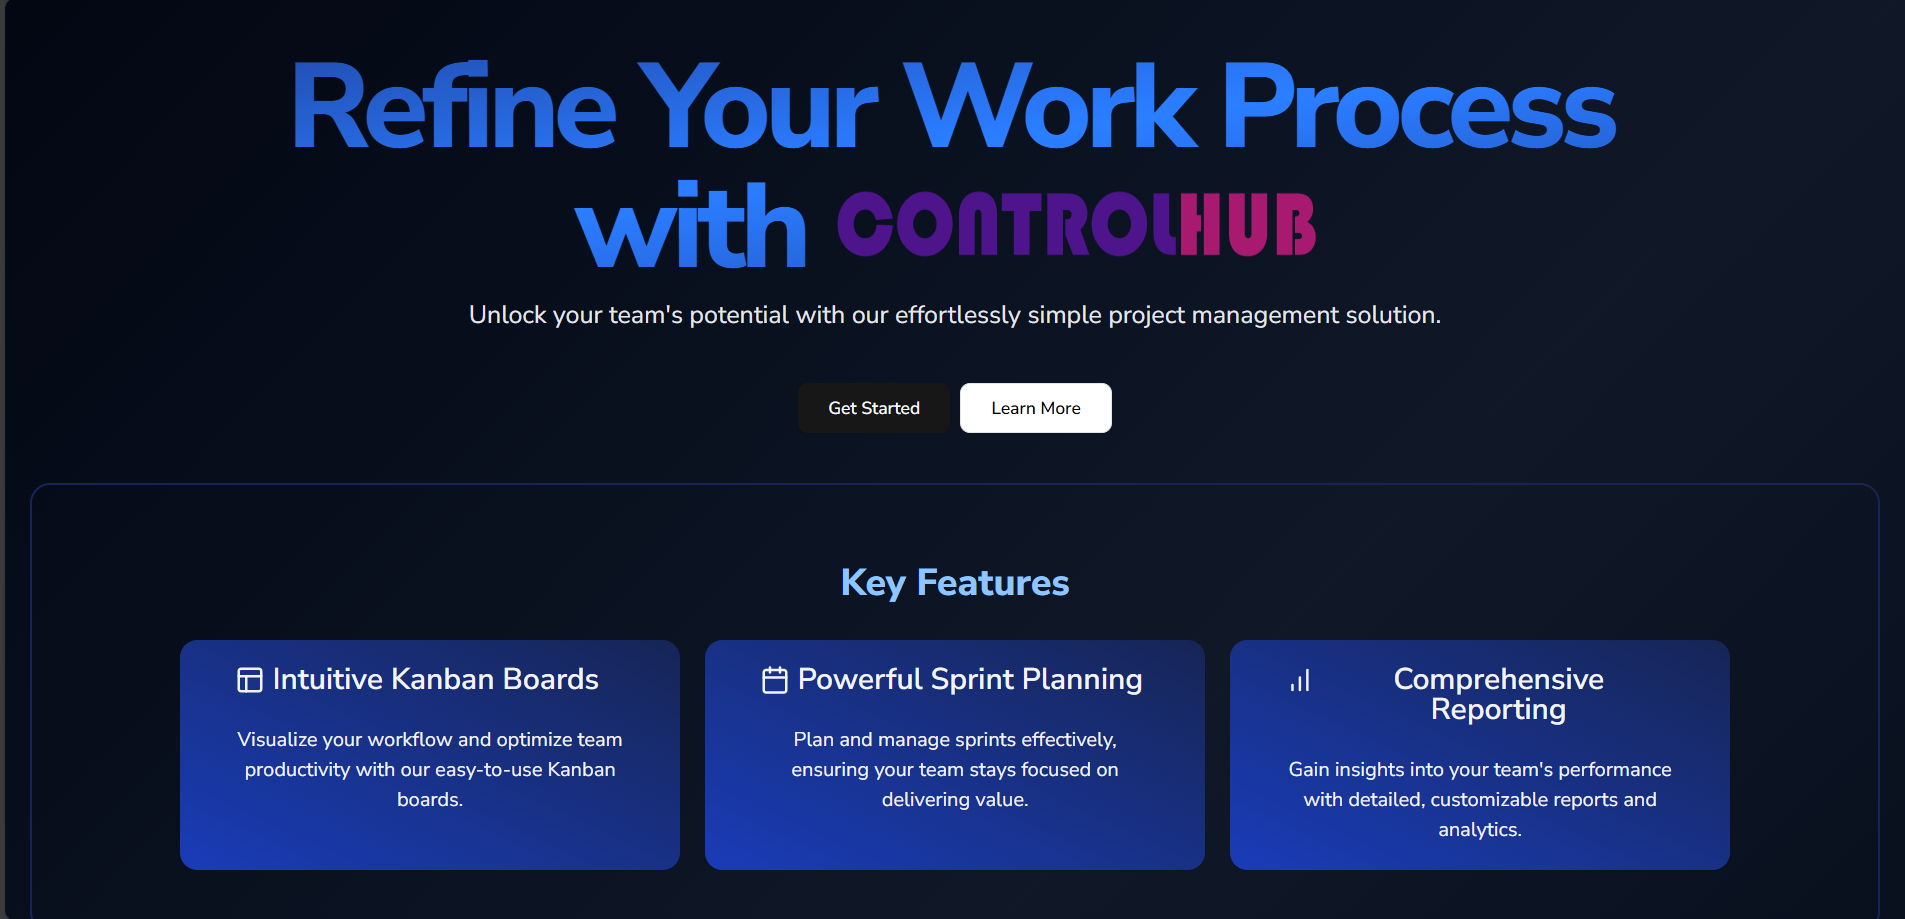 Refine Your Work Process
with CONTROLHUB
Unlock your team's potential with our effortlessly simple project management solution.
Get Started
Learn More
Key Features
Intuitive Kanban Boards
Visualize your workflow and optimize team
productivity with our easy-to-use Kanban
boards.
Powerful Sprint Planning
Plan and manage sprints effectively,
ensuring your team stays focused on
delivering value.
Comprehensive
Reporting
Gain insights into your team's performance
with detailed, customizable reports and
analytics.